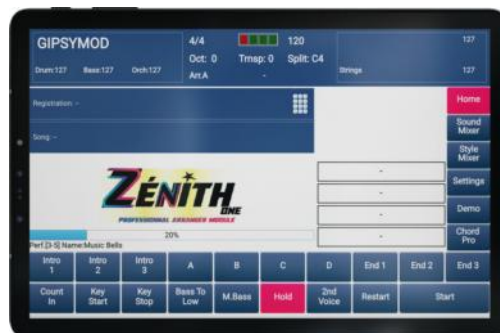 GIPSYMOD
Drum:127 Bass:127 Orch:127
4/4 120
Oct: 0 Trnsp: 0 Split: C4
Arr.A -
127
Strings 127
Registration: -
Song: -
Home
Sound Mixer
Style Mixer
Settings
Demo
Chord Pro
ZÉNITH
ONE
PROFESSIONAL ARRANGER MODULE
-
-
-
-
20%
Perf.[3-5] Name:Music Bells
Intro 1 Intro 2 Intro 3 A B C D End 1 End 2 End 3
Count In Key Start Key Stop Bass To Low M.Bass Hold 2nd Voice Restart Start